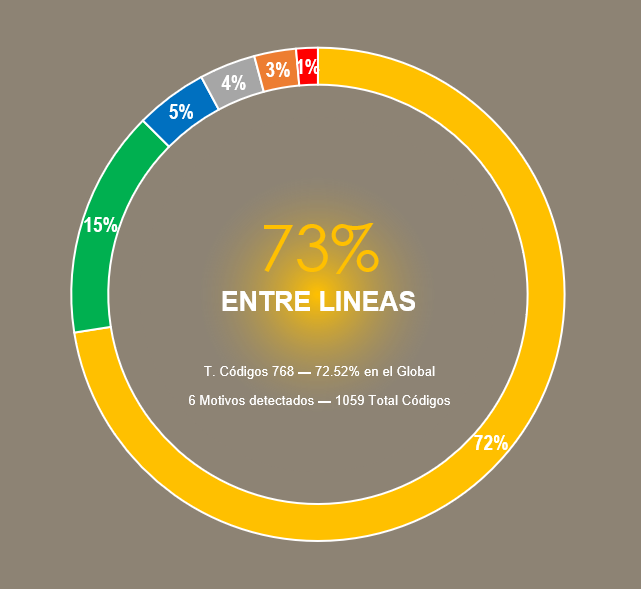 1%
3%
4%
5%
15%
73%
ENTRE LINEAS
T. Códigos 768 — 72.52% en el Global
6 Motivos detectados — 1059 Total Códigos
72%